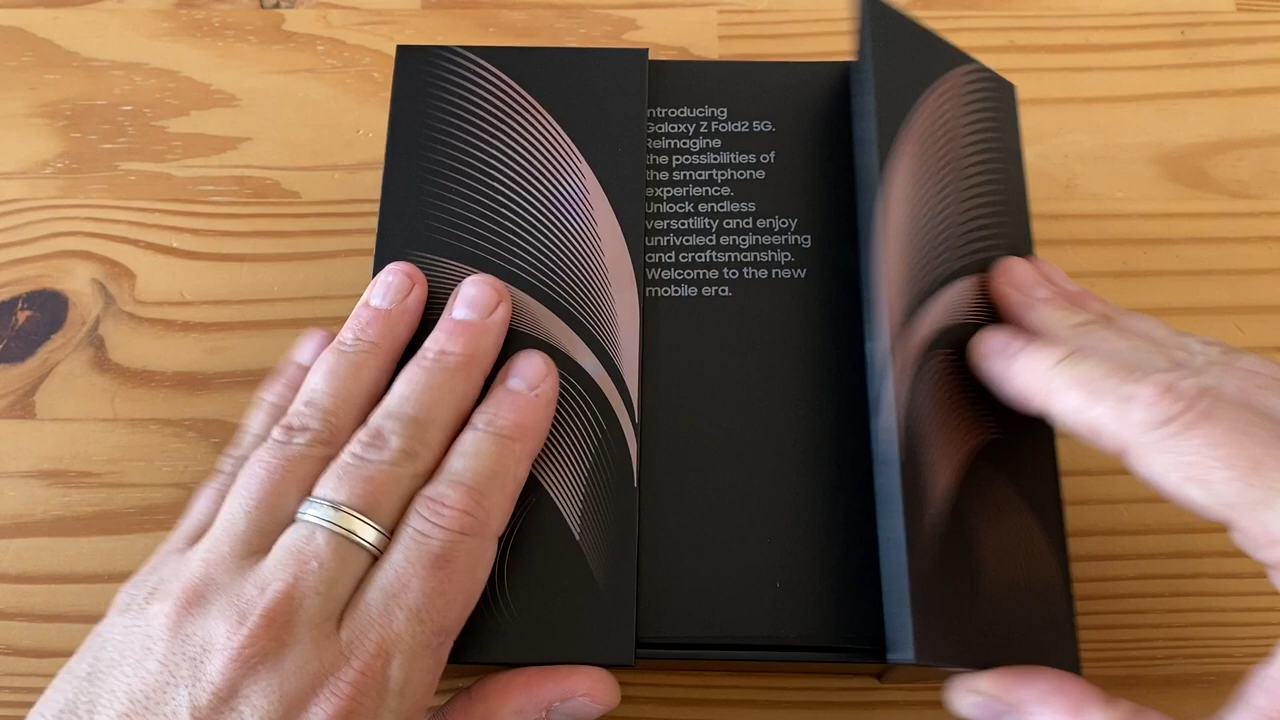 ntroducing
Galaxy Z Fold2 5G.
Reimagine
the possibilities of
the smartphone
experience.
Unlock endless
versatility and enjoy
unrivaled engineering
and craftsmanship.
Welcome to the new
mobile era.